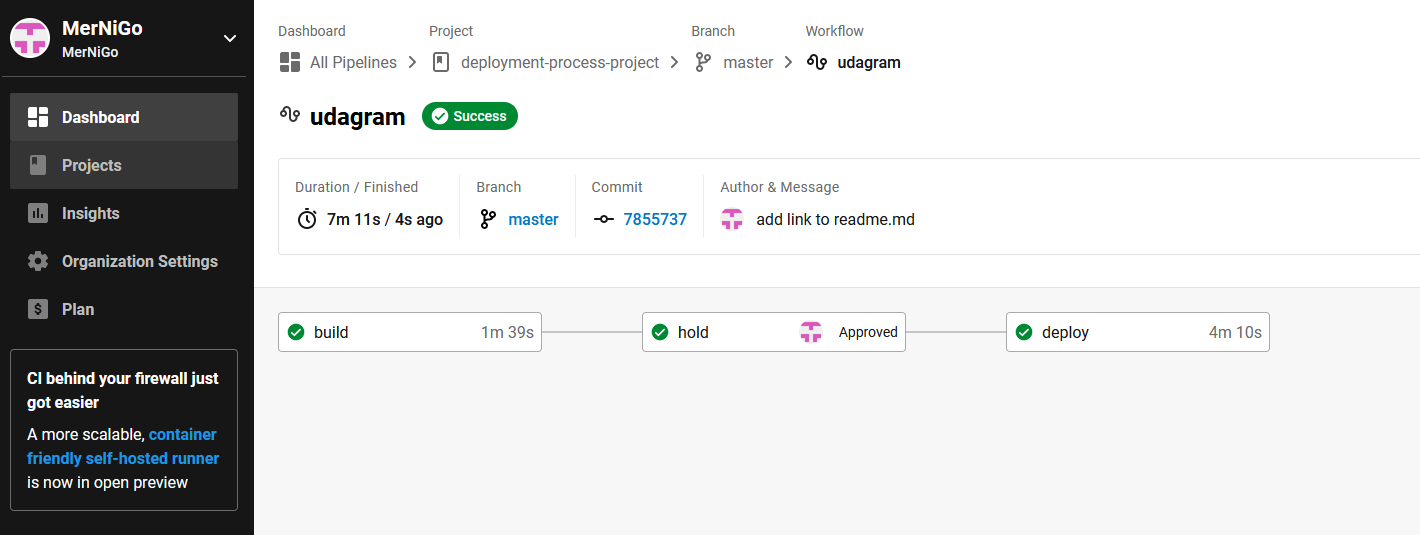 MerNiGo
MerNiGo
Dashboard
Projects
Insights
Organization Settings
Plan
CI behind your firewall just
got easier
A more scalable, container
friendly self-hosted runner
is now in open preview
Dashboard Project Branch Workflow
All Pipelines deployment-process-project master udagram
udagram Success
Duration / Finished Branch Commit Author & Message
7m 11s / 4s ago master 7855737 add link to readme.md
build 1m 39s hold Approved deploy 4m 10s